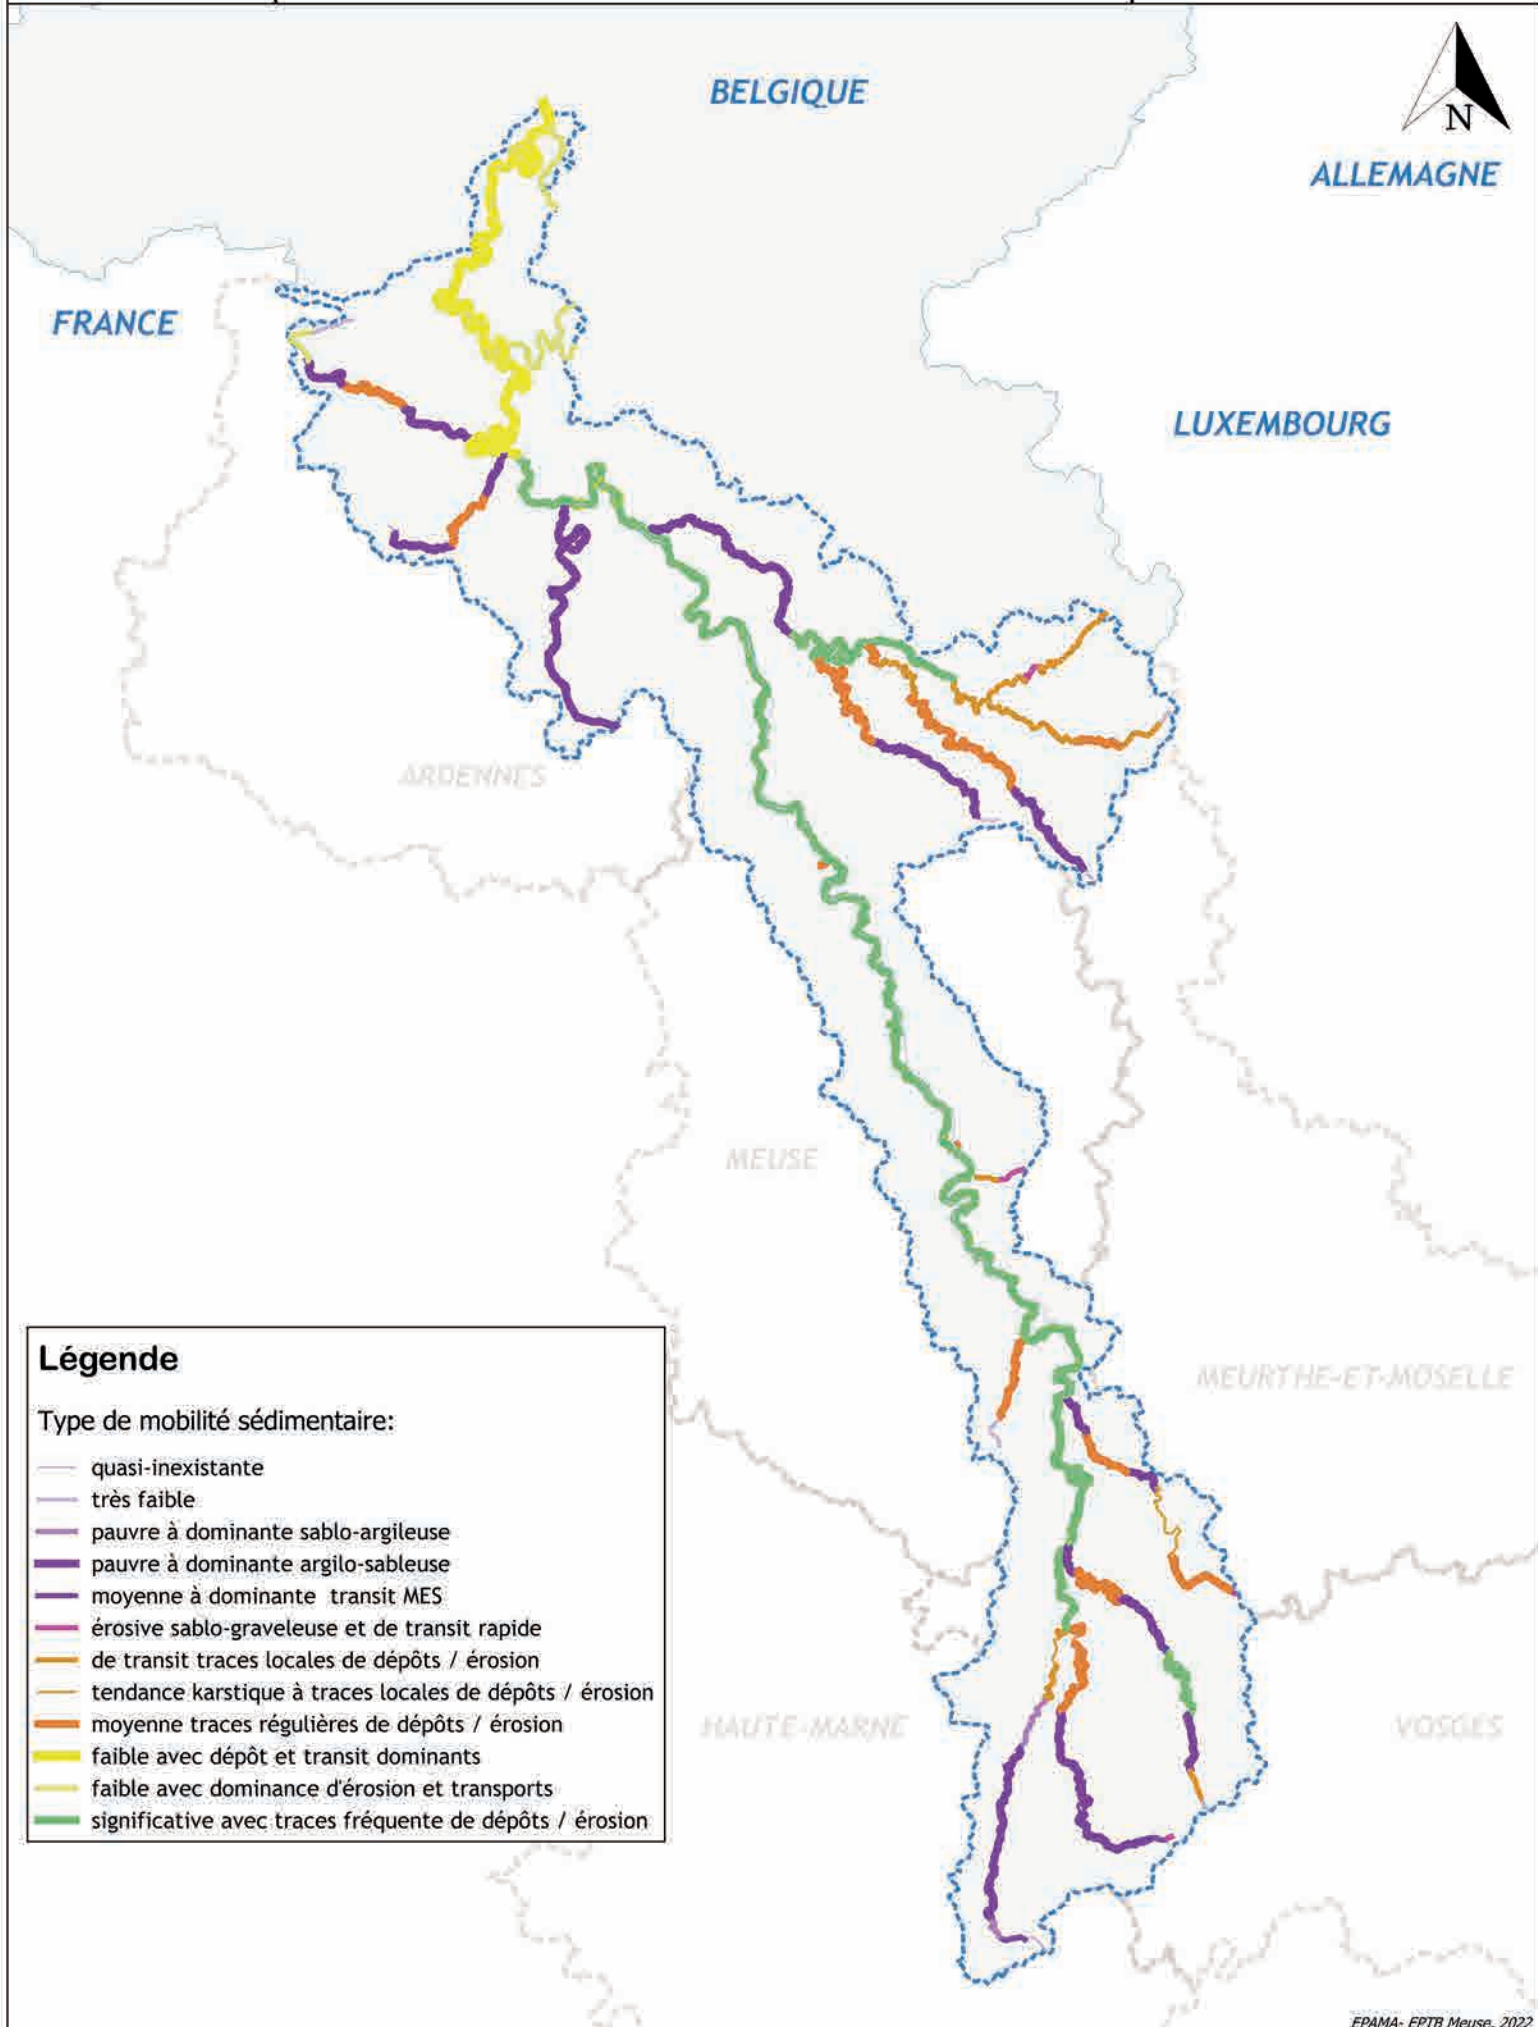 BELGIQUE
N
ALLEMAGNE
FRANCE
LUXEMBOURG
ARDENNES
MEUSE
MEURTHE-ET-MOSELLE
HAUTE-MARNE
VOSGES
Légende
Type de mobilité sédimentaire:
quasi-inexistante
très faible
pauvre à dominante sablo-argileuse
pauvre à dominante argilo-sableuse
moyenne à dominante transit MES
érosive sablo-graveleuse et de transit rapide
de transit traces locales de dépôts / érosion
tendance karstique à traces locales de dépôts / érosion
moyenne traces régulières de dépôts / érosion
faible avec dépôt et transit dominants
faible avec dominance d'érosion et transports
significative avec traces fréquente de dépôts / érosion
EPAMA- EPTB Meuse, 2022